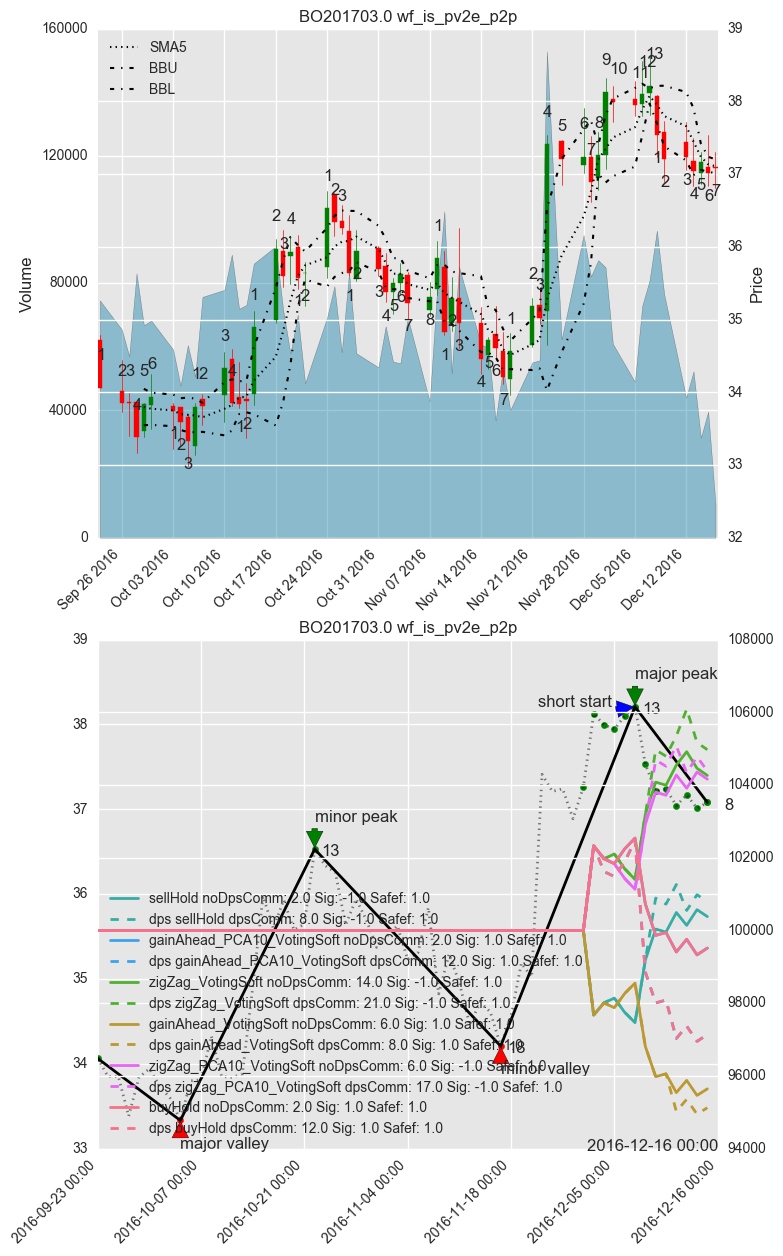 BO201703.0 wf_is_pv2e_p2p
160000
39
SMA5
BBU
BBL
38
120000
37
36
80000
35
34
40000
33
0
32
Volume
Price
Sep 26 2016
Oct 03 2016
Oct 10 2016
Oct 17 2016
Oct 24 2016
Oct 31 2016
Nov 07 2016
Nov 14 2016
Nov 21 2016
Nov 28 2016
Dec 05 2016
Dec 12 2016
BO201703.0 wf_is_pv2e_p2p
39
108000
major peak
short start
13
38
106000
37
104000
8
minor peak
13
102000
36
sellHold noDpsComm: 2.0 Sig: -1.0 Safef: 1.0
dps sellHold dpsComm: 8.0 Sig: -1.0 Safef: 1.0
100000
gainAhead_PCA10_VotingSoft noDpsComm: 2.0 Sig: 1.0 Safef: 1.0
dps gainAhead_PCA10_VotingSoft dpsComm: 12.0 Sig: 1.0 Safef: 1.0
35
zigZag_VotingSoft noDpsComm: 14.0 Sig: -1.0 Safef: 1.0
dps zigZag_VotingSoft dpsComm: 21.0 Sig: -1.0 Safef: 1.0
98000
gainAhead_VotingSoft noDpsComm: 6.0 Sig: 1.0 Safef: 1.0
dps gainAhead_VotingSoft dpsComm: 8.0 Sig: 1.0 Safef: 1.0
18
34
zigZag_PCA10_VotingSoft noDpsComm: 6.0 Sig: -1.0 Safef: 1.0
minor valley
96000
dps zigZag_PCA10_VotingSoft dpsComm: 17.0 Sig: -1.0 Safef: 1.0
buyHold noDpsComm: 2.0 Sig: 1.0 Safef: 1.0
dps buyHold dpsComm: 12.0 Sig: 1.0 Safef: 1.0
major valley
2016-12-16 00:00
33
94000
2016-09-23 00:00
2016-10-07 00:00
2016-10-21 00:00
2016-11-04 00:00
2016-11-18 00:00
2016-12-05 00:00
2016-12-16 00:00